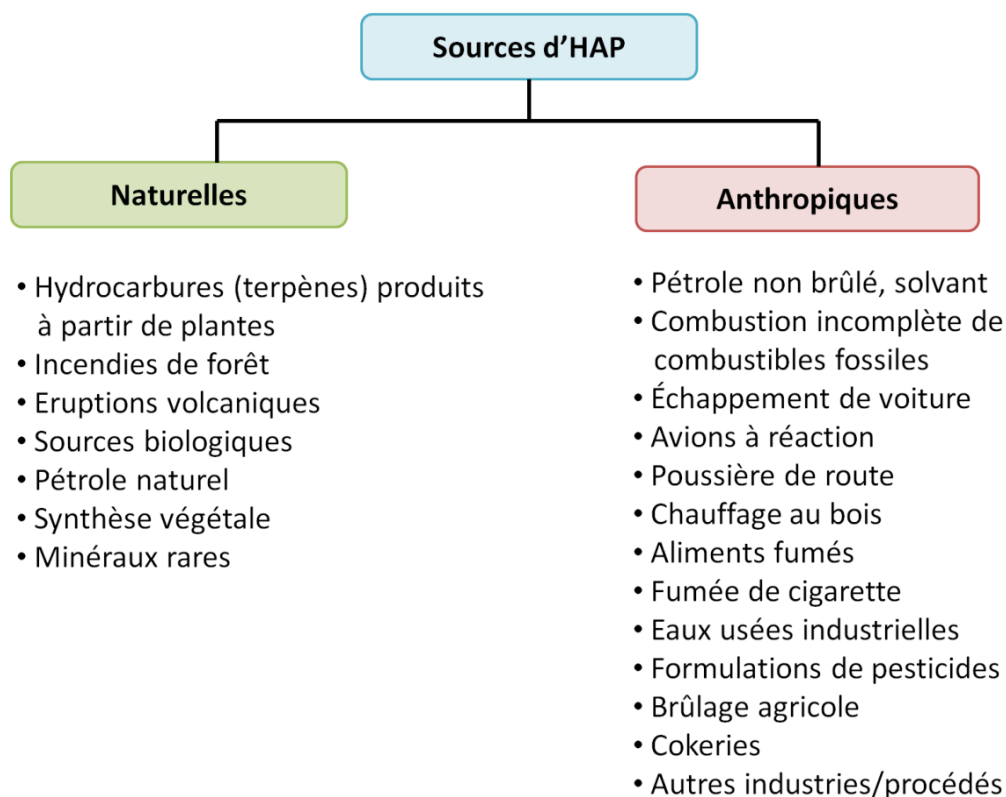 Sources d’HAP
Naturelles
• Hydrocarbures (terpènes) produits
à partir de plantes
• Incendies de forêt
• Eruptions volcaniques
• Sources biologiques
• Pétrole naturel
• Synthèse végétale
• Minéraux rares
Anthropiques
• Pétrole non brûlé, solvant
• Combustion incomplète de
combustibles fossiles
• Échappement de voiture
• Avions à réaction
• Poussière de route
• Chauffage au bois
• Aliments fumés
• Fumée de cigarette
• Eaux usées industrielles
• Formulations de pesticides
• Brûlage agricole
• Cokeries
• Autres industries/procédés